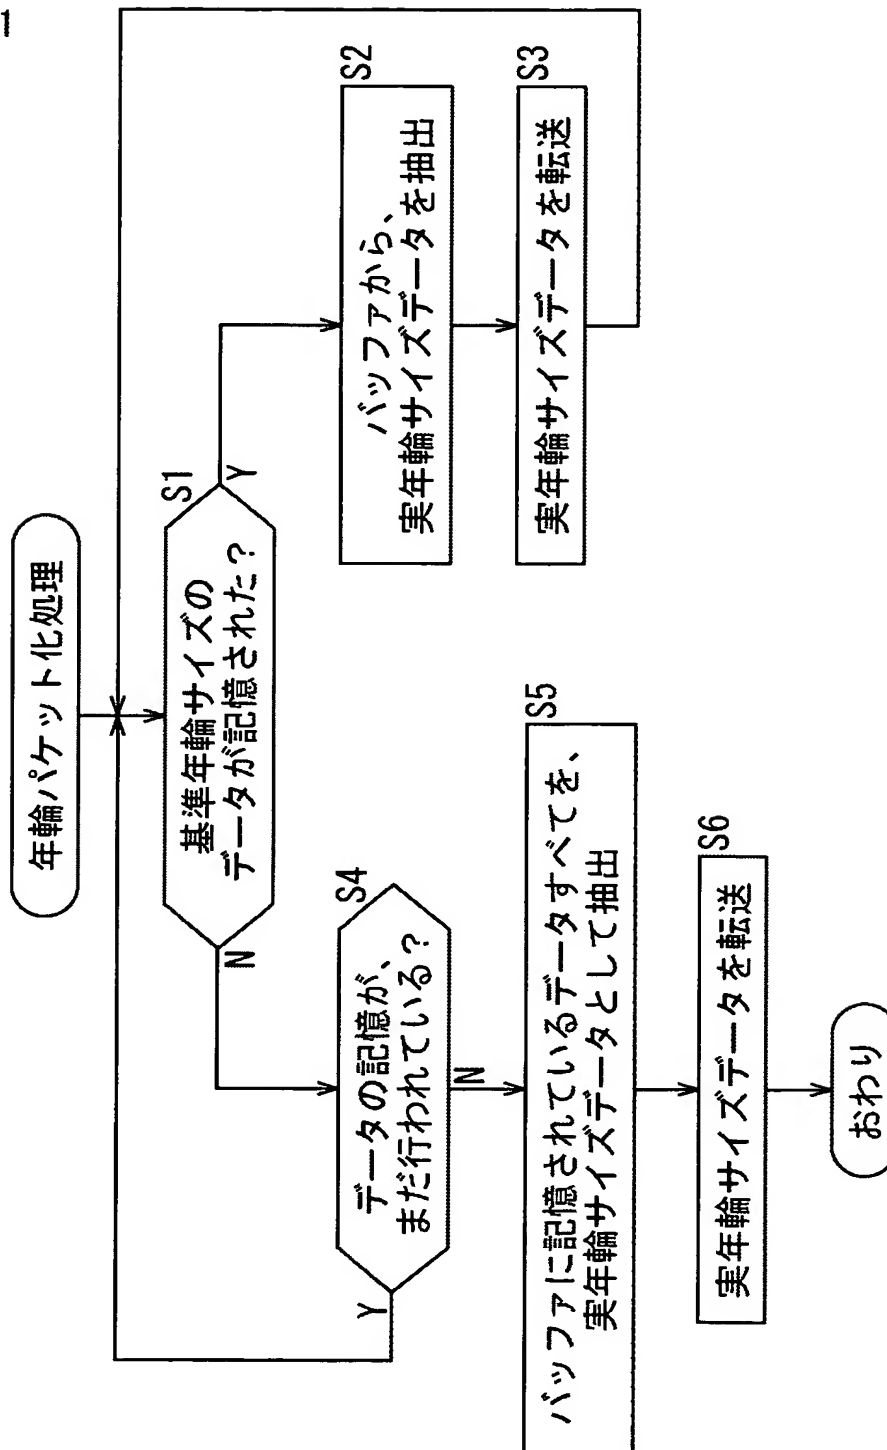 1
年輪パケット化処理
S1
基準年輪サイズの
データが記憶された？
Y
N
S2
バッファから、
実年輪サイズデータを抽出
S3
実年輪サイズデータを転送
S4
データの記憶が、
まだ行われている？
Y
N
S5
バッファに記憶されているデータすべてを、
実年輪サイズデータとして抽出
S6
実年輪サイズデータを転送
おわり